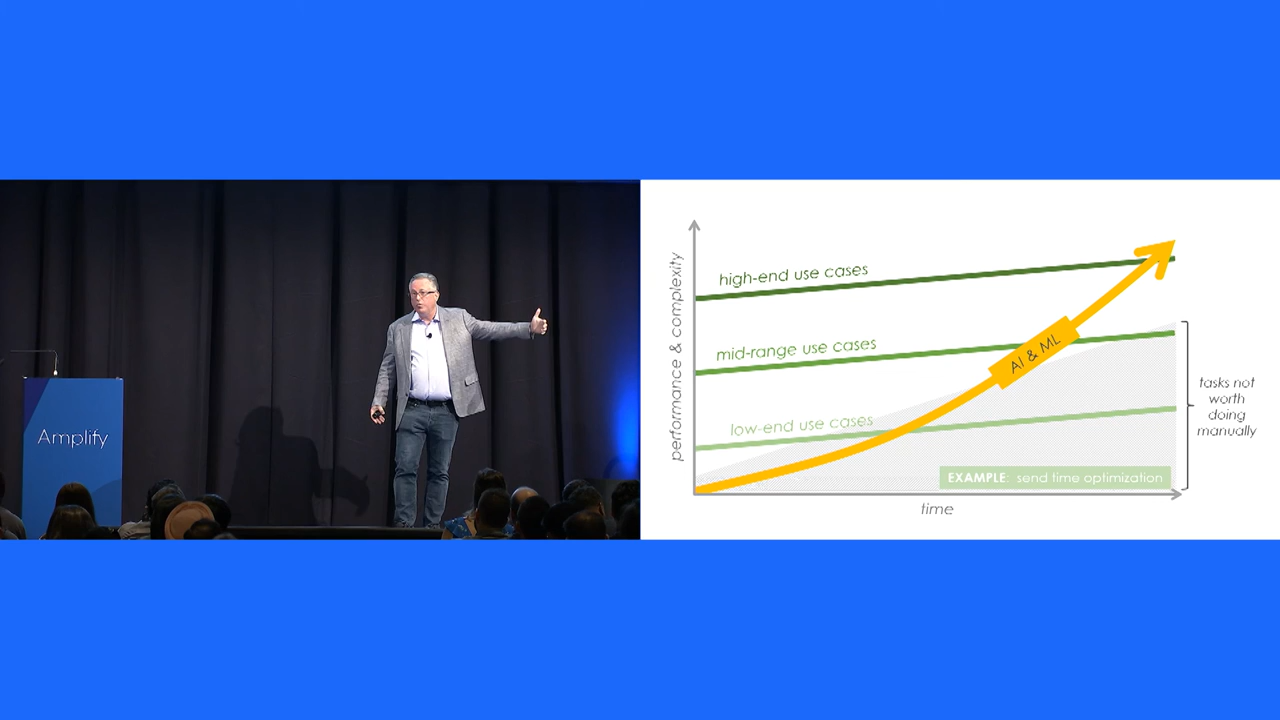 Amplify
performance & complexity
high-end use cases
mid-range use cases
low-end use cases
AI & ML
tasks not
worth
doing
manually
EXAMPLE: send time optimization
time